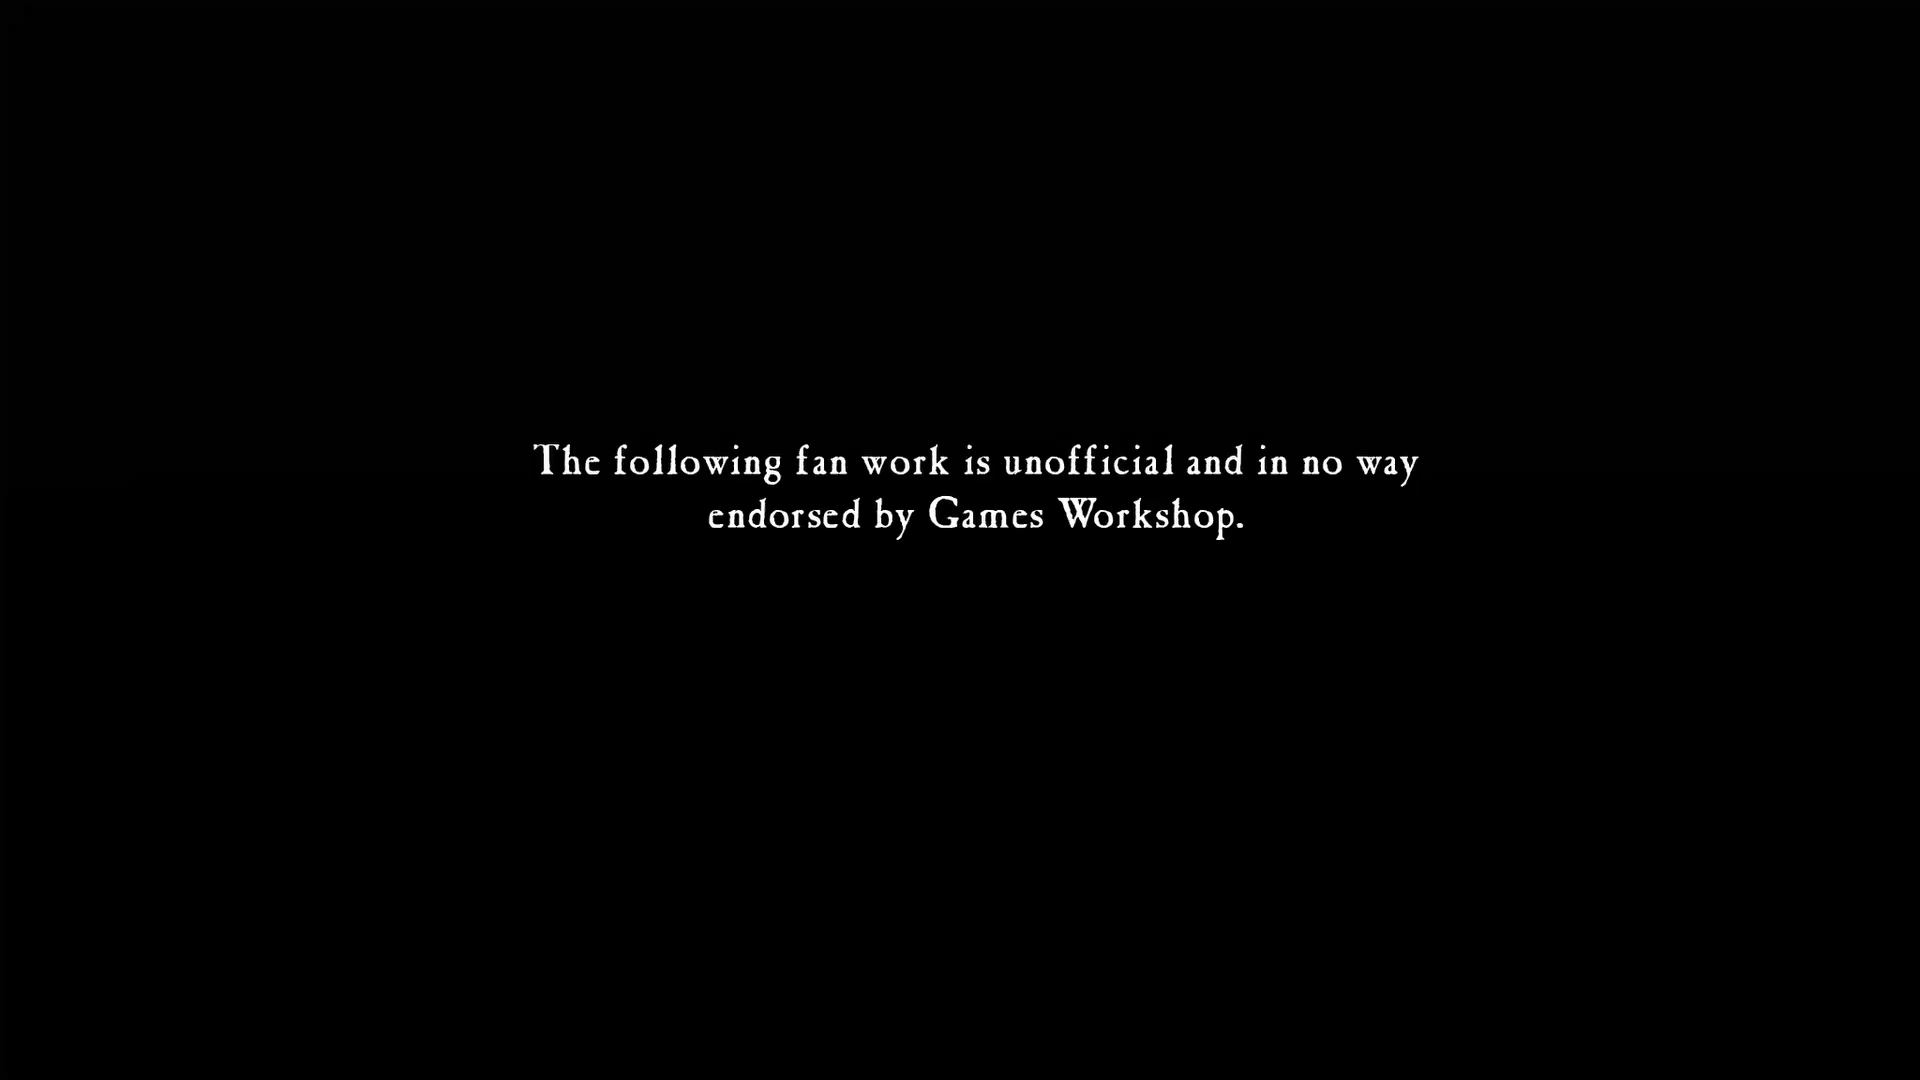 The following fan work is unofficial and in no way
endorsed by Games Workshop.